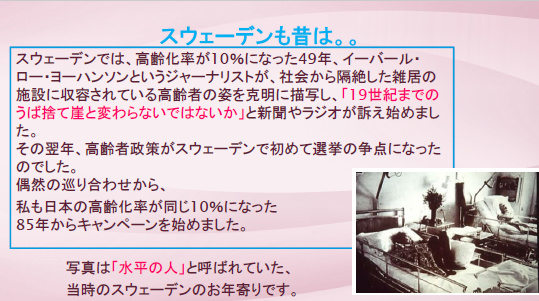 スウェーデンも昔は。。
スウェーデンでは、高齢化率が10%になった49年、イーバール・
ロー・ヨーハンソンというジャーナリストが、社会から隔絶した雑居の
施設に収容されている高齢者の姿を克明に描写し、「19世紀までの
うば捨て崖と変わらないではないか」と新聞やラジオが訴え始めまし
た。
その翌年、高齢者政策がスウェーデンで初めて選挙の争点になった
のでした。
偶然の巡り合わせから、
私も日本の高齢化率が同じ10%になった
85年からキャンペーンを始めました。
写真は「水平の人」と呼ばれていた、
当時のスウェーデンのお年寄りです。